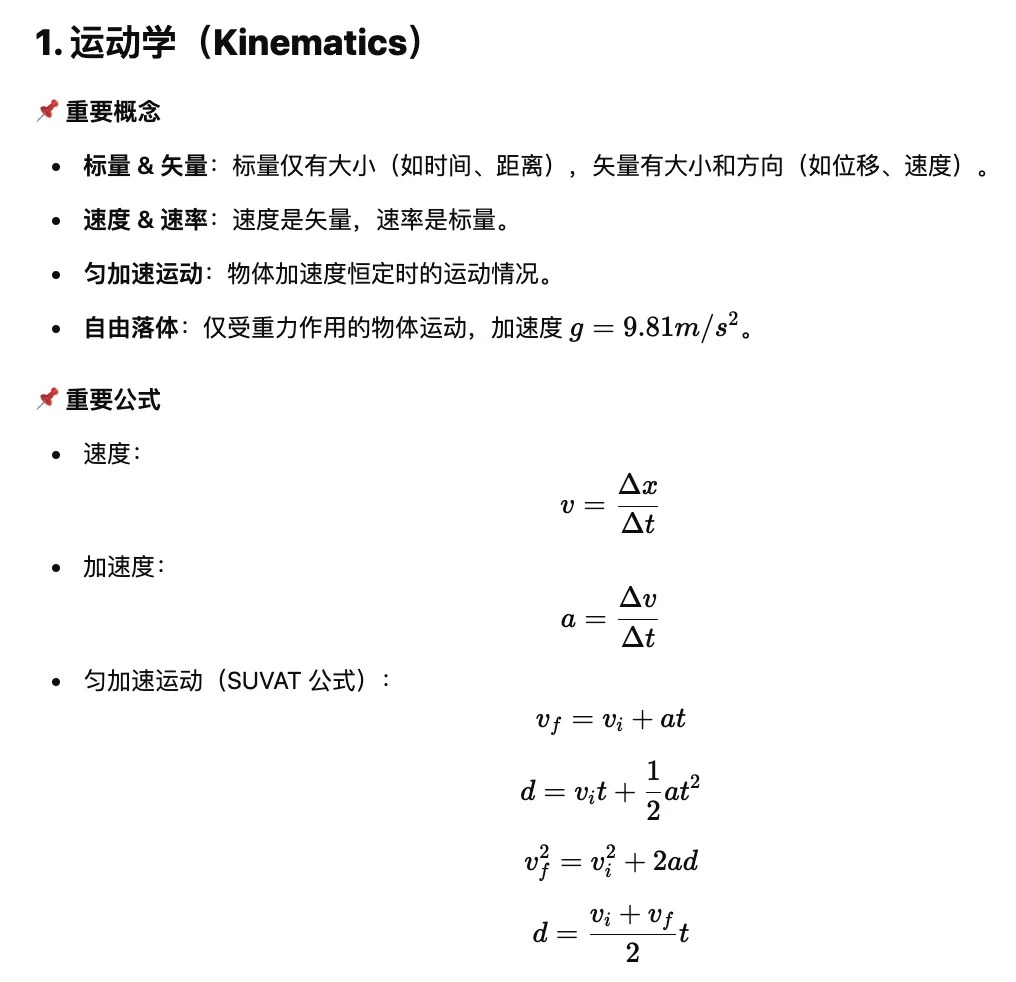 1. 运动学（Kinematics）
📌 重要概念
• 标量 & 矢量：标量仅有大小（如时间、距离），矢量有大小和方向（如位移、速度）。
• 速度 & 速率：速度是矢量，速率是标量。
• 匀加速运动：物体加速度恒定时的运动情况。
• 自由落体：仅受重力作用的物体运动，加速度 $g = 9.81m/s^2$。
📌 重要公式
• 速度：
$v = \frac{\Delta x}{\Delta t}$
• 加速度：
$a = \frac{\Delta v}{\Delta t}$
• 匀加速运动（SUVAT 公式）：
$v_f = v_i + at$
$d = v_i t + \frac{1}{2}at^2$
$v_f^2 = v_i^2 + 2ad$
$d = \frac{v_i + v_f}{2}t$